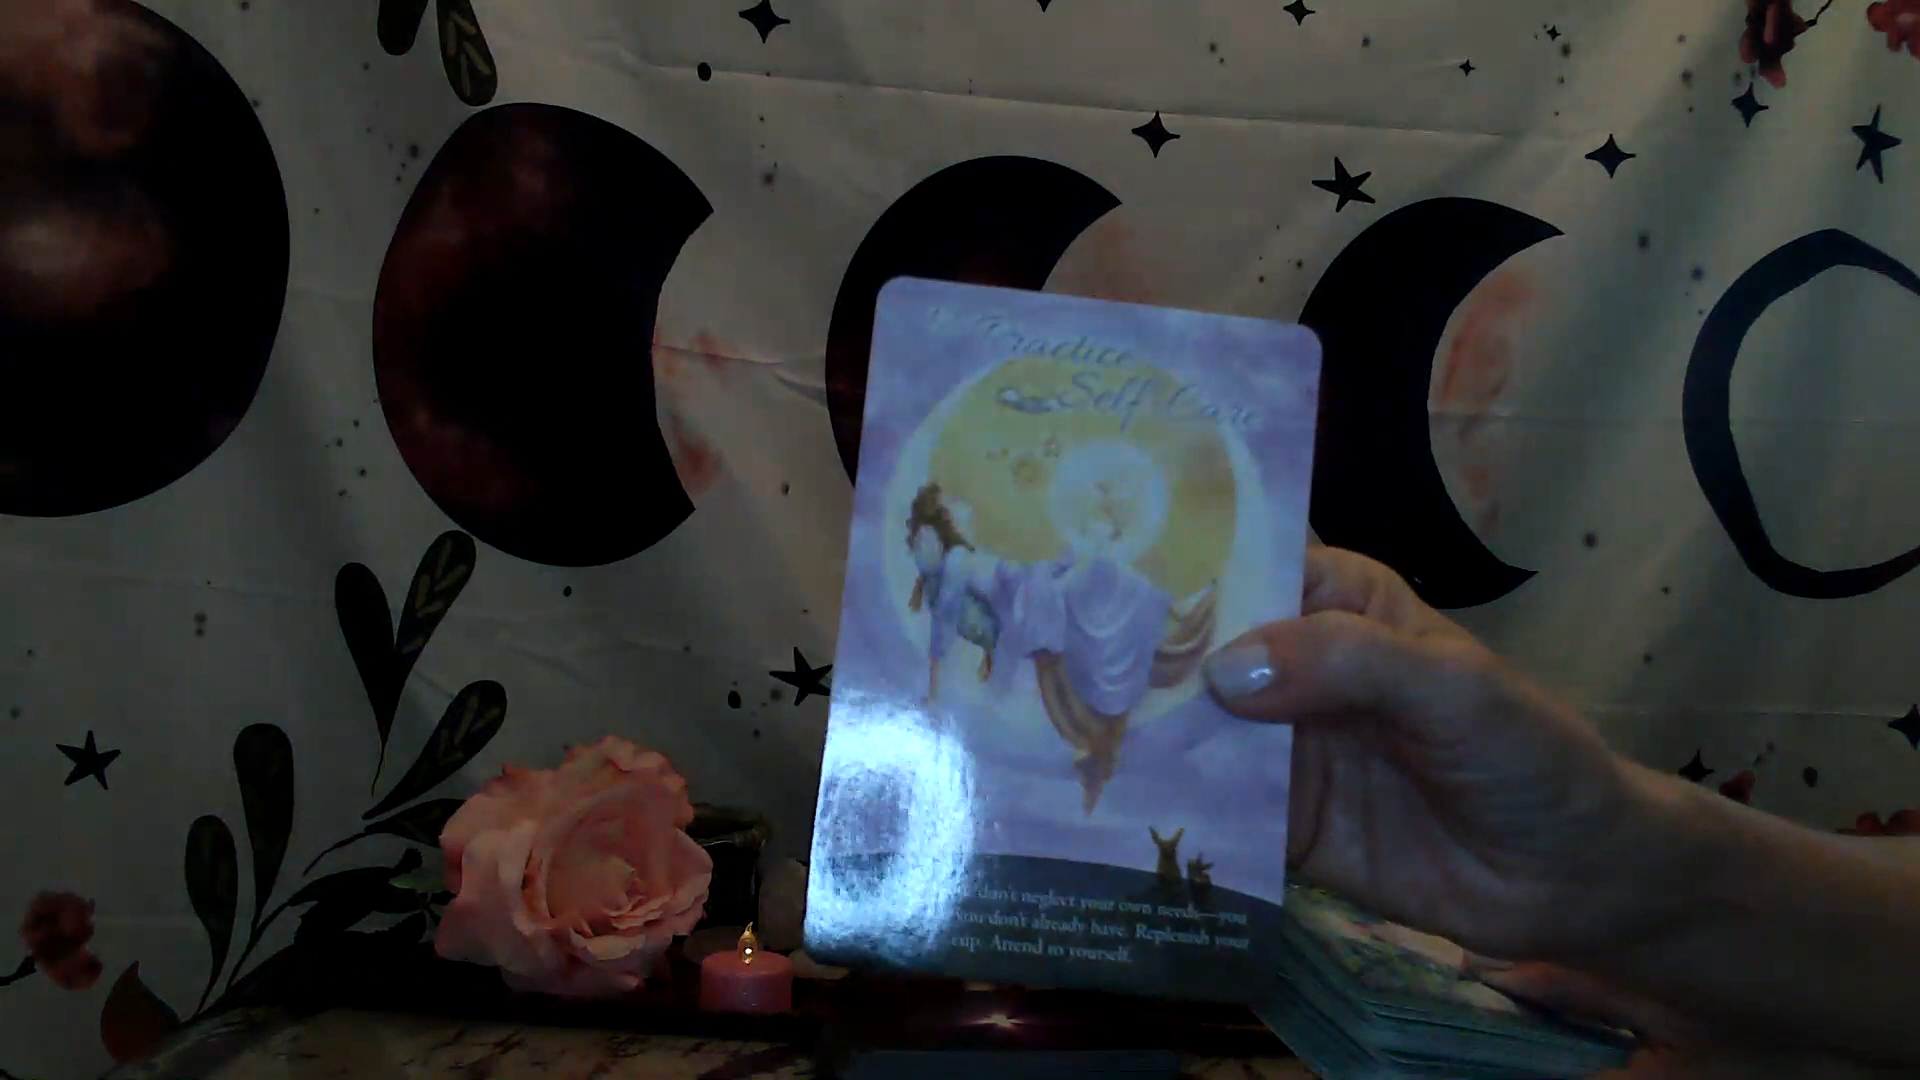 Practice
Self Care
don't neglect your own needs—you
you don't already have. Replenish your
cup. Attend to yourself.